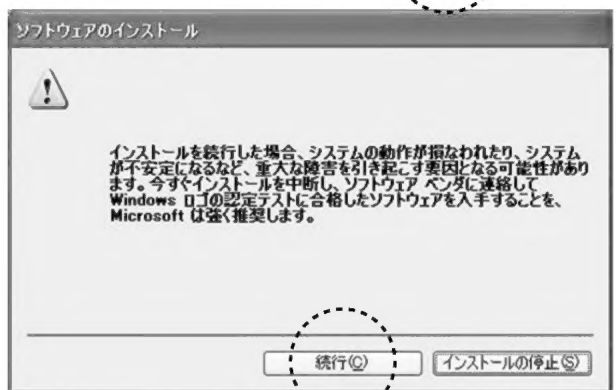 ソフトウェアのインストール
インストールを続行した場合、システムの動作が損なわれたり、システム
が不安定になるなど、重大な障害を引き起こす要因となる可能性があり
ます。今すぐインストールを中断し、ソフトウェア ベンダに連絡して
Windows ロゴの認定テストに合格したソフトウェアを入手することを、
Microsoft は強く推奨します。
続行(C)
インストールの停止(S)